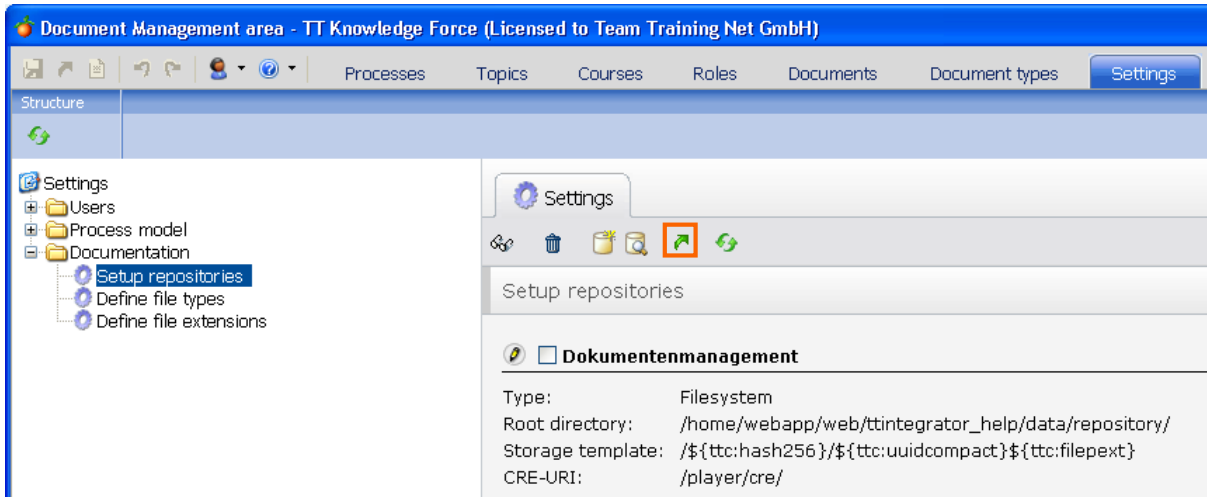 Document Management area - TT Knowledge Force (Licensed to Team Training Net GmbH)
Processes Topics Courses Roles Documents Document types Settings
Structure
Settings
Users
Process model
Documentation
Setup repositories
Define file types
Define file extensions
Settings
Setup repositories
Dokumentenmanagement
Type: Filesystem
Root directory: /home/webapp/web/ttintegrator_help/data/repository/
Storage template: /${ttc:hash256}/${ttc:uuidcompact}${ttc:filepext}
CRE-URI: /player/cre/